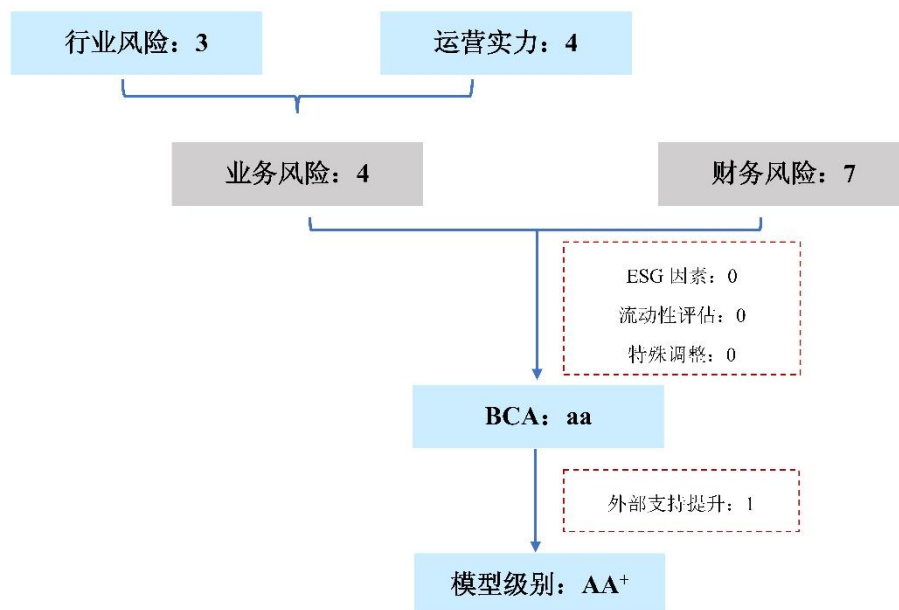 行业风险：3
运营实力：4
业务风险：4
财务风险：7
ESG 因素：0
流动性评估：0
特殊调整：0
BCA：aa
外部支持提升：1
模型级别：AA⁺